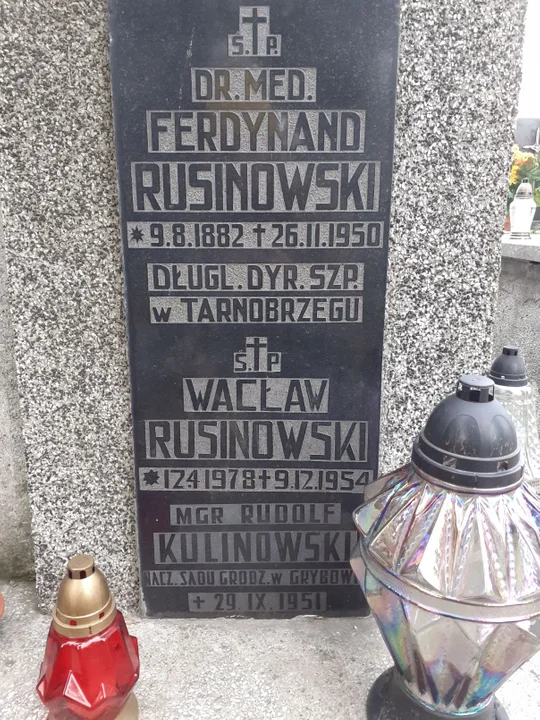 Ś. P.
DR. MED.
FERDYNAND
RUSINOWSKI
* 9.8.1882 † 26.11.1950
DŁUGL. DYR. SZP.
w TARNOBRZEGU
Ś. P
WACŁAW
RUSINOWSKI
* 12.4.1978 † 9.12.1954
MGR RUDOLF
KULINOWSKI
NACZ. SĄDU GRODZ. w GRYBOW
† 29.IX.1951